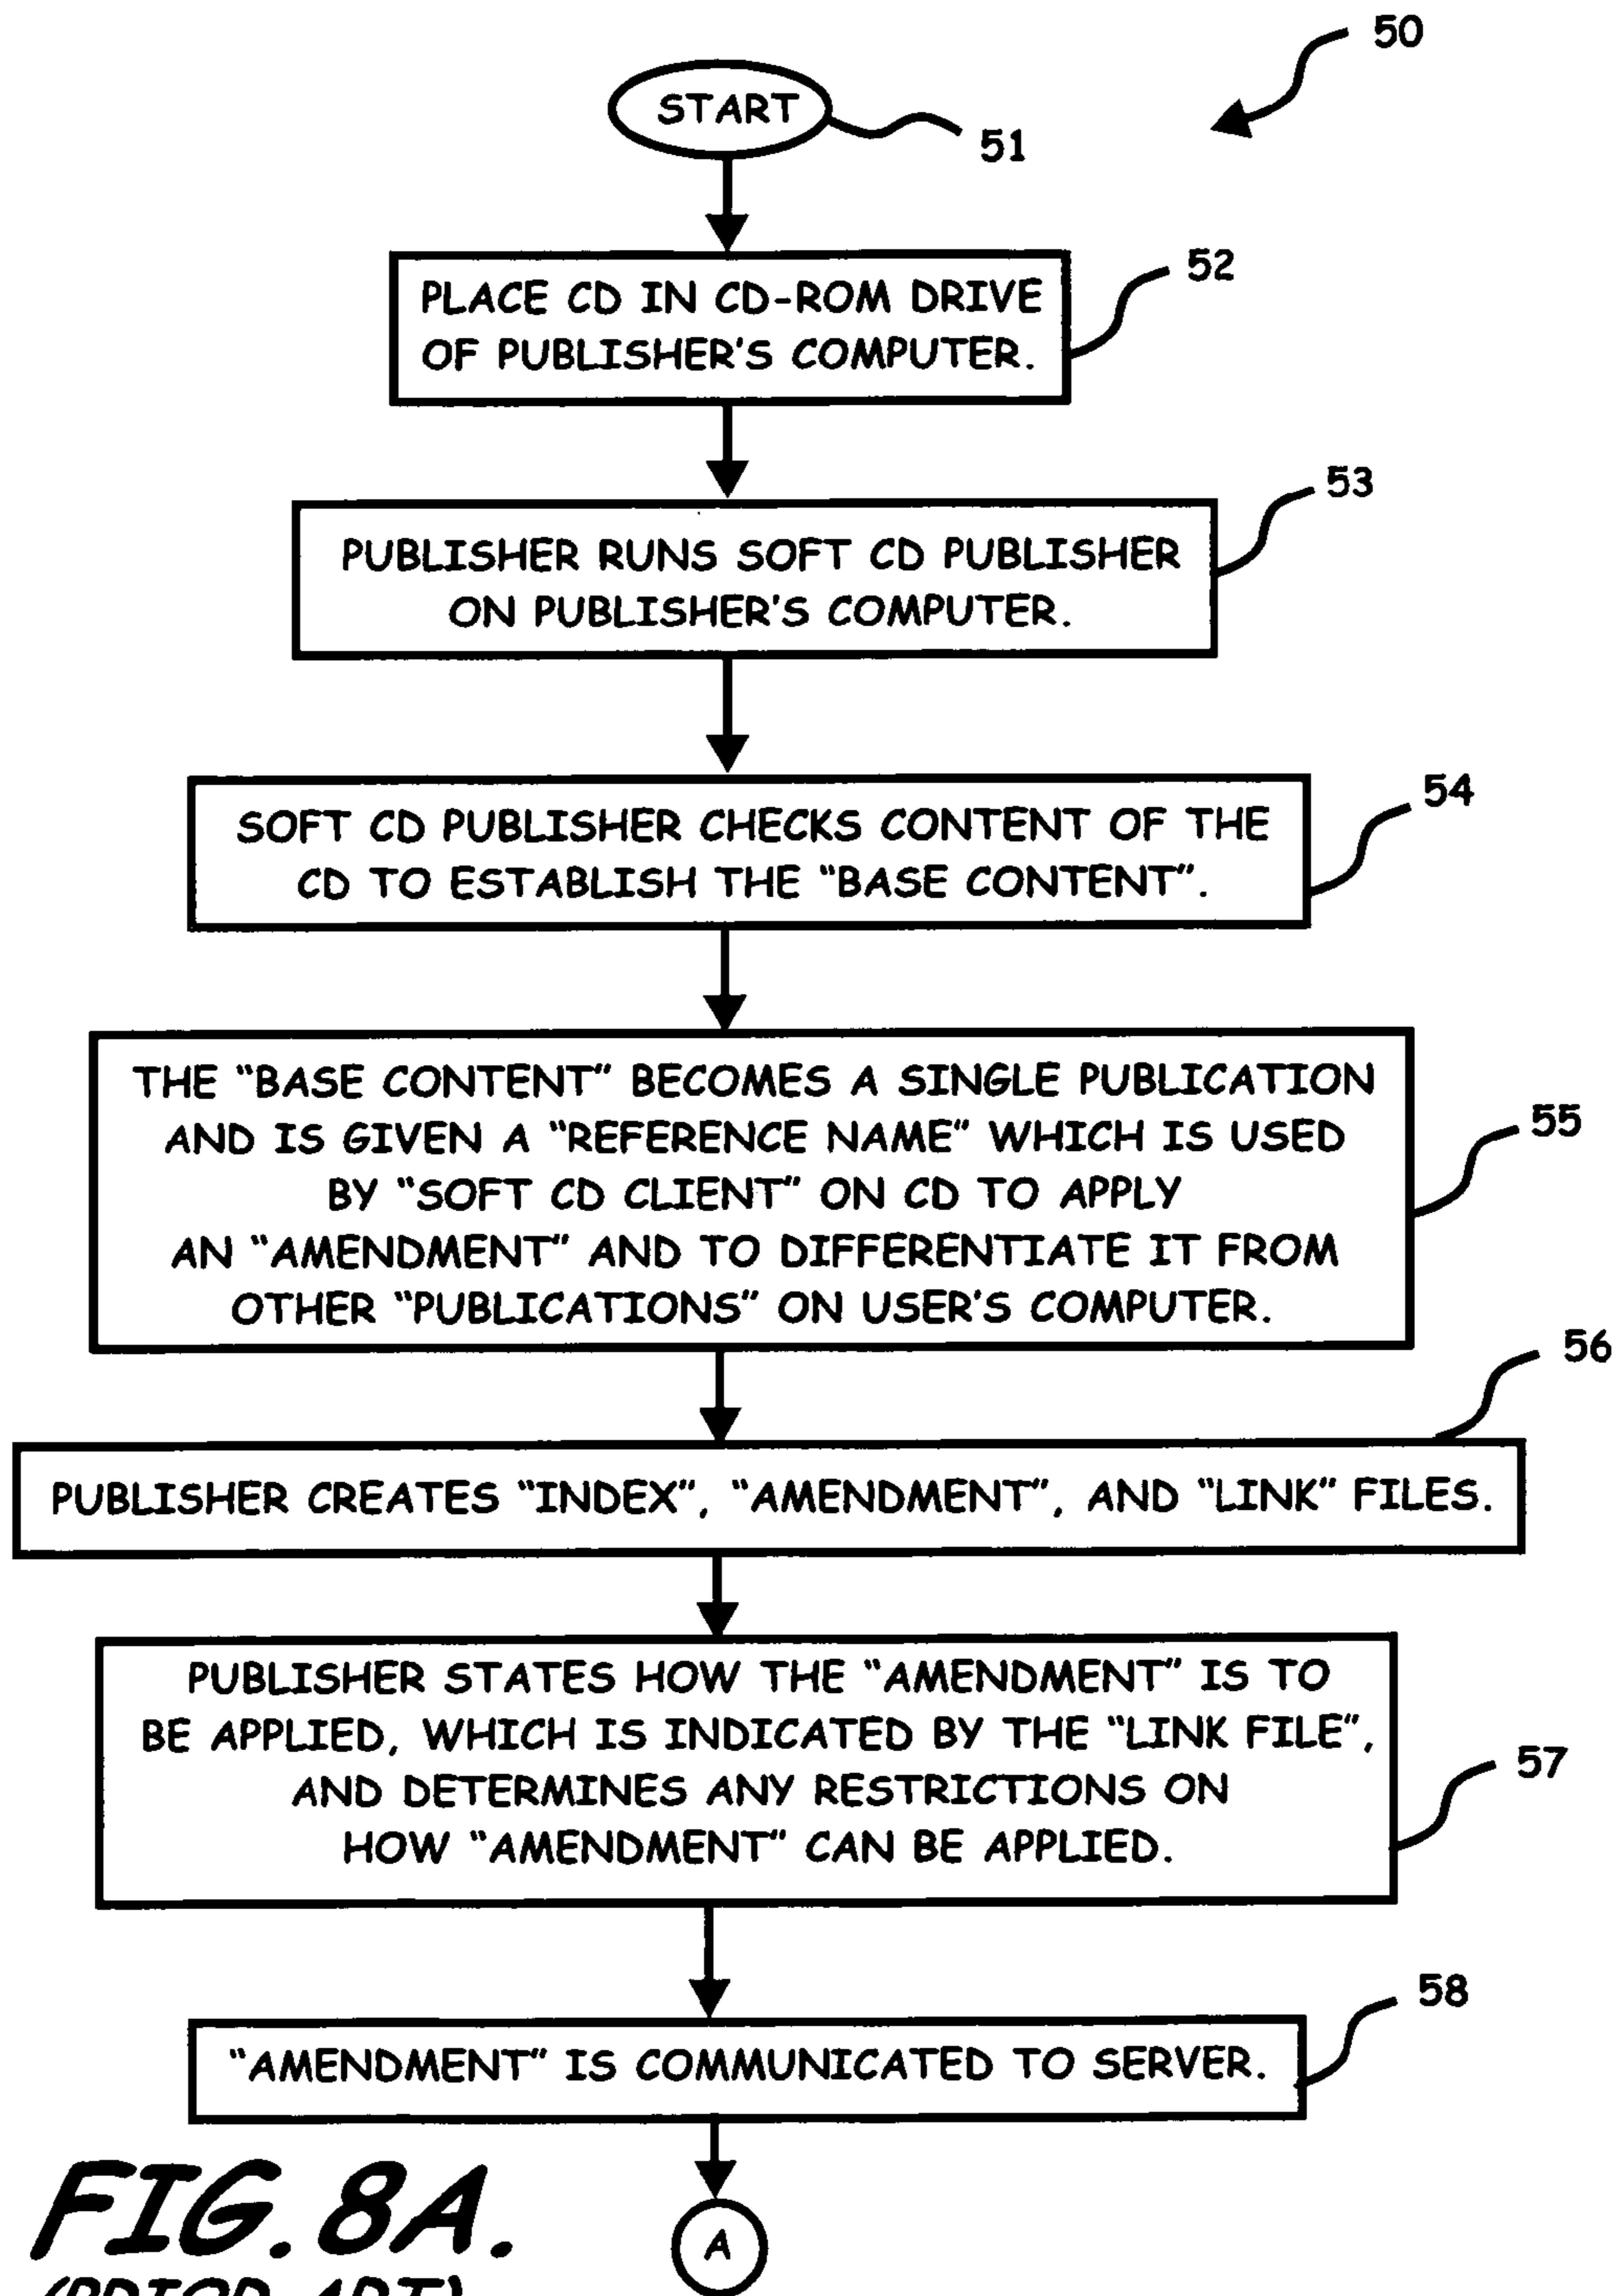 50
START
51
PLACE CD IN CD-ROM DRIVE
OF PUBLISHER'S COMPUTER.
52
PUBLISHER RUNS SOFT CD PUBLISHER
ON PUBLISHER'S COMPUTER.
53
SOFT CD PUBLISHER CHECKS CONTENT OF THE
CD TO ESTABLISH THE “BASE CONTENT”.
54
THE “BASE CONTENT” BECOMES A SINGLE PUBLICATION
AND IS GIVEN A “REFERENCE NAME” WHICH IS USED
BY “SOFT CD CLIENT” ON CD TO APPLY
AN “AMENDMENT” AND TO DIFFERENTIATE IT FROM
OTHER “PUBLICATIONS” ON USER'S COMPUTER.
55
56
PUBLISHER CREATES “INDEX”, “AMENDMENT”, AND “LINK” FILES.
PUBLISHER STATES HOW THE “AMENDMENT” IS TO
BE APPLIED, WHICH IS INDICATED BY THE “LINK FILE”,
AND DETERMINES ANY RESTRICTIONS ON
HOW “AMENDMENT” CAN BE APPLIED.
57
58
“AMENDMENT” IS COMMUNICATED TO SERVER.
A
FIG. 8A.
(PRIOR ART)